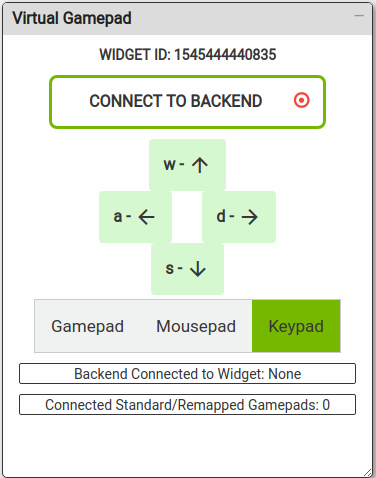 Virtual Gamepad
WIDGET ID: 1545444440835
CONNECT TO BACKEND
w - ↑
a - ← d - →
s - ↓
Gamepad Mousepad Keypad
Backend Connected to Widget: None
Connected Standard/Remapped Gamepads: 0